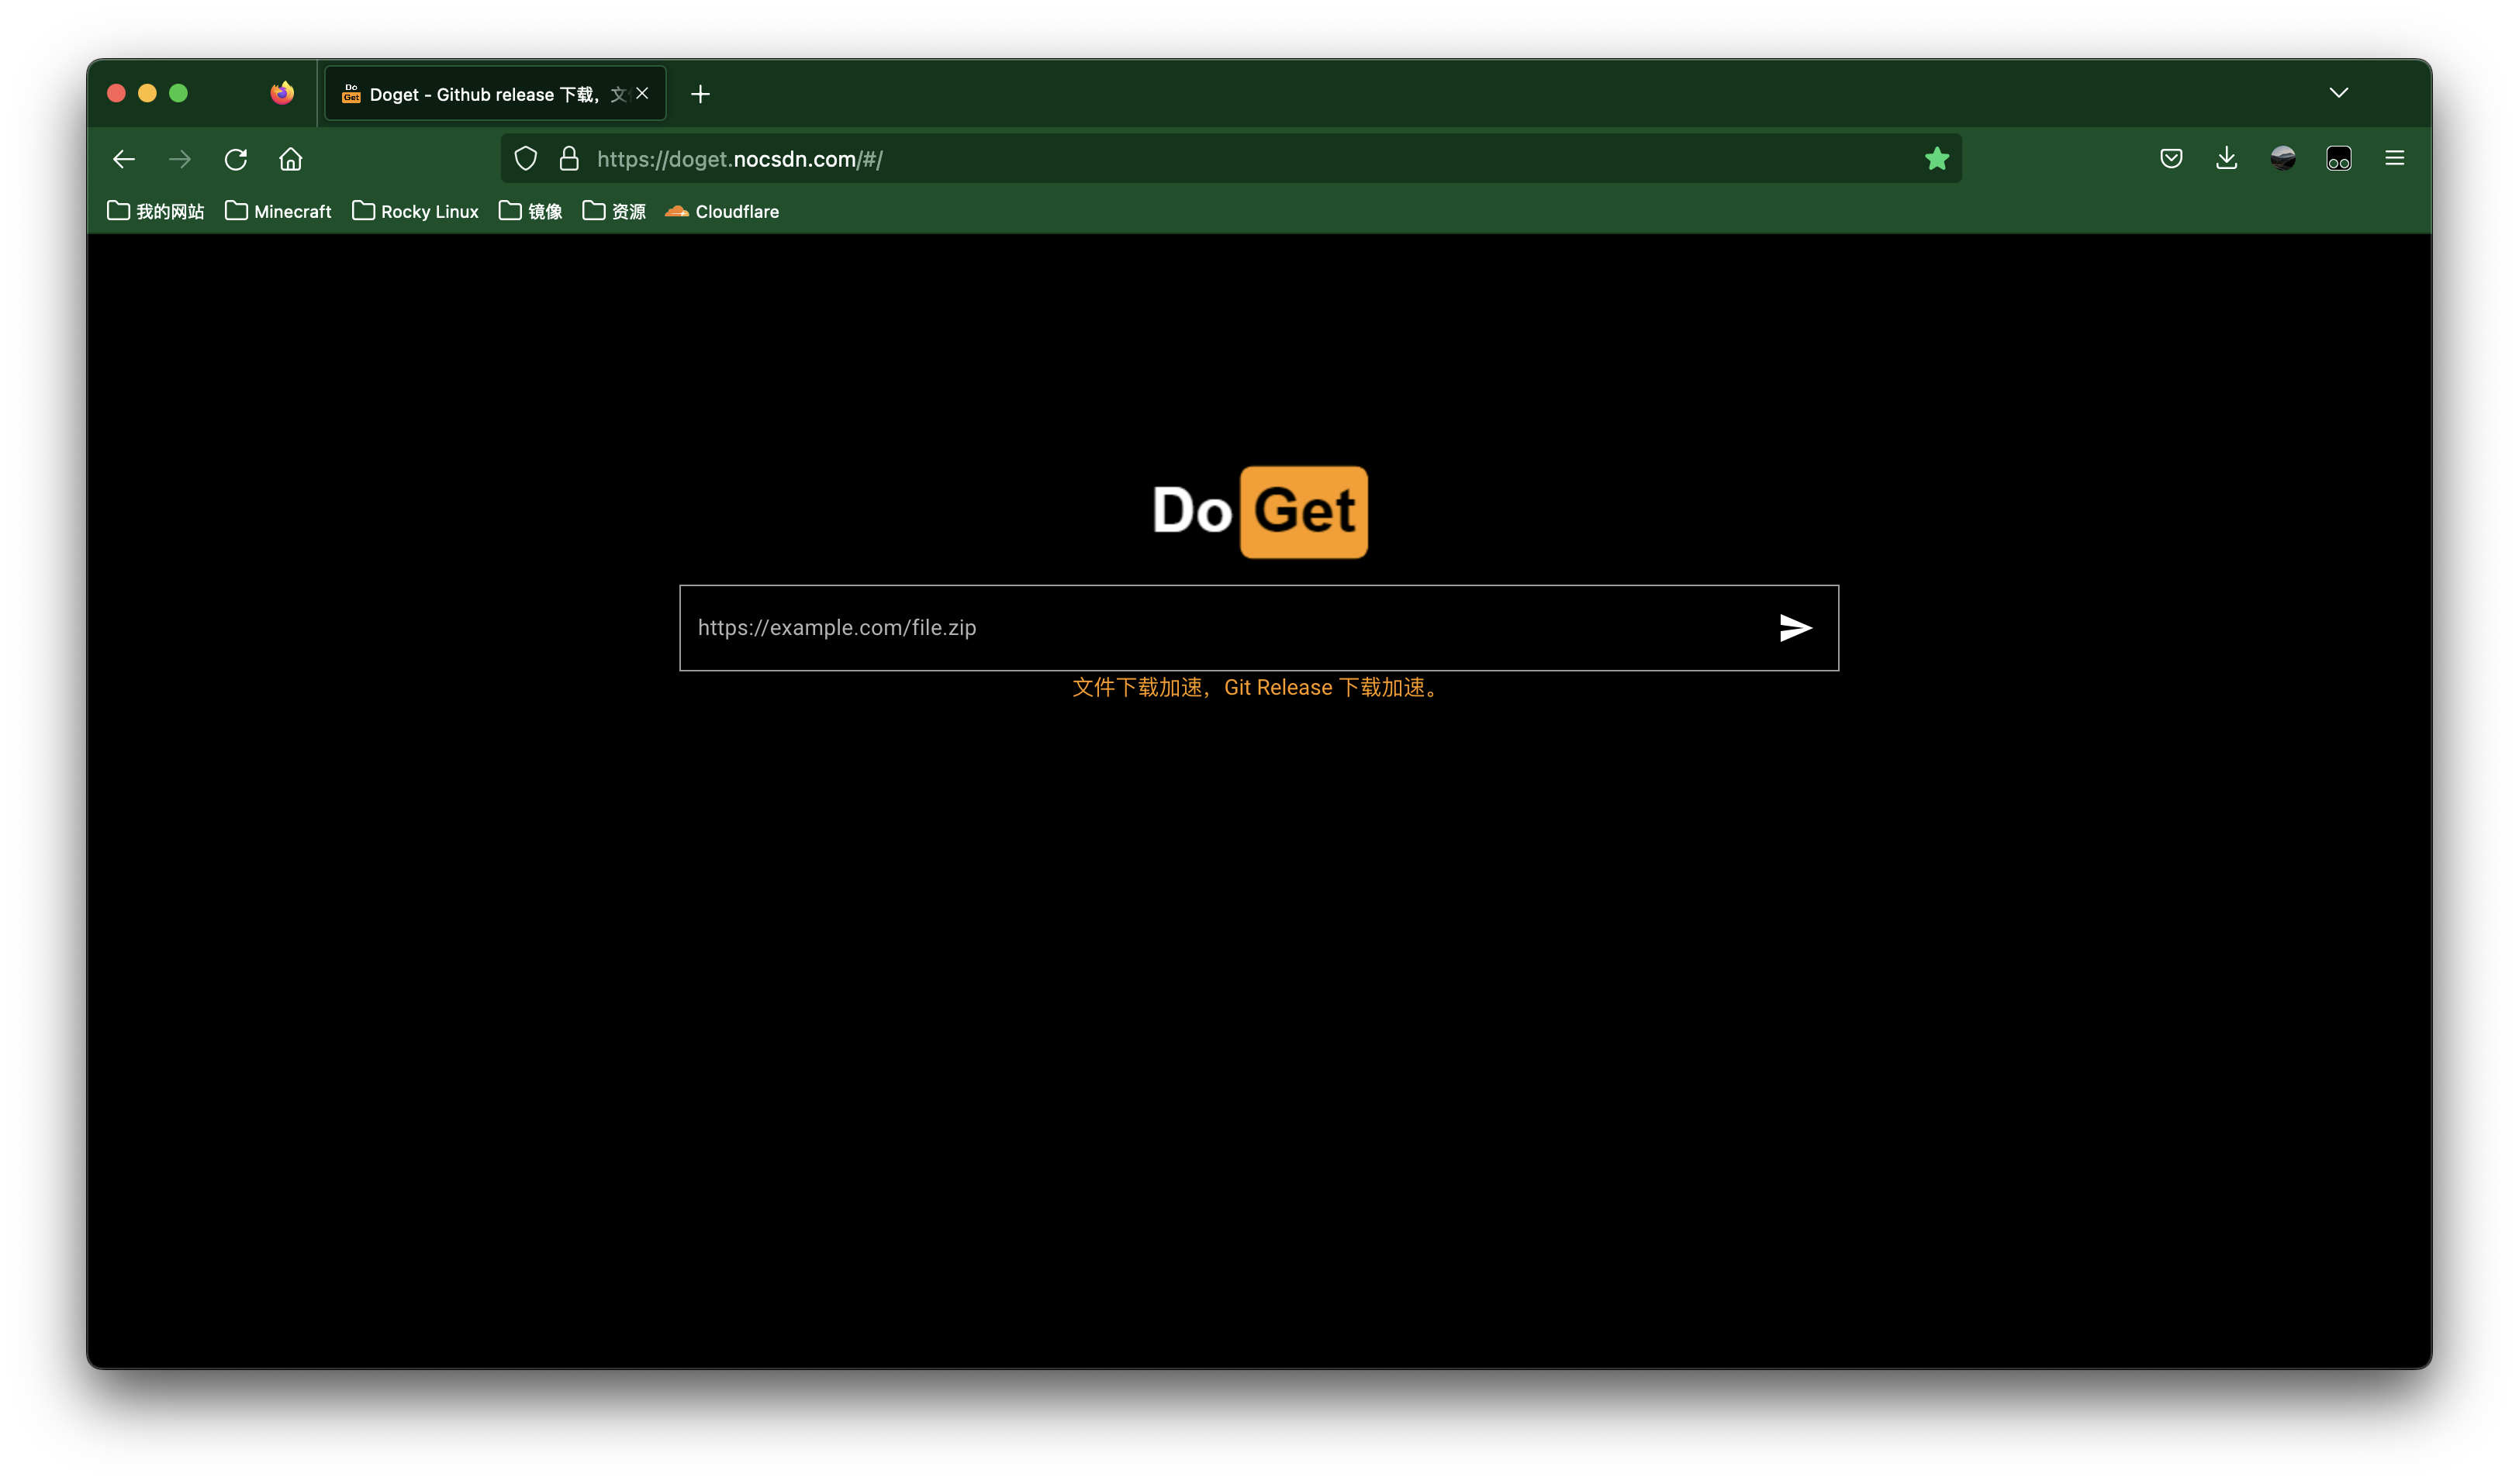 Doget - Github release 下载，文
https://doget.nocsdn.com/#/
我的网站 Minecraft Rocky Linux 镜像 资源 Cloudflare
Do Get
https://example.com/file.zip
文件下载加速，Git Release 下载加速。